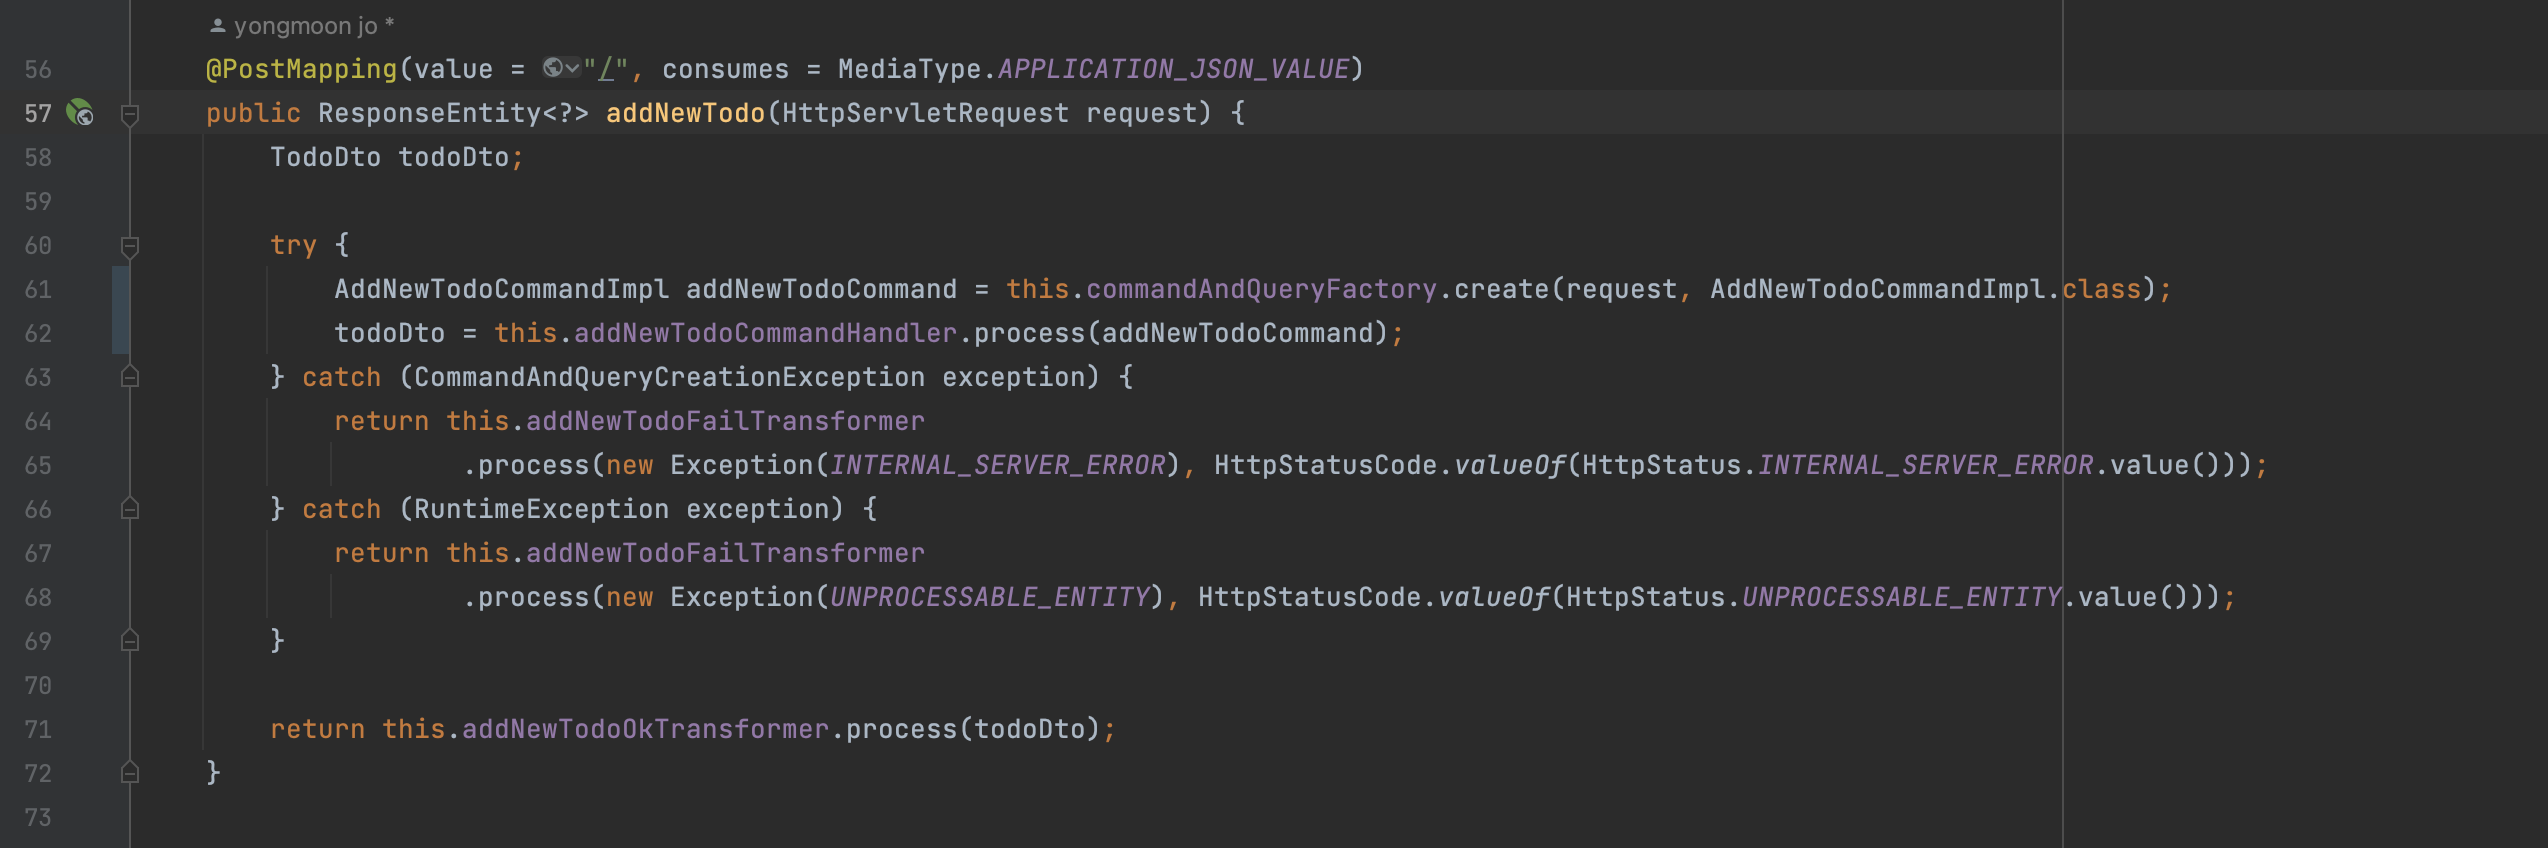 yongmoon jo *
56 @PostMapping(value = "/", consumes = MediaType.APPLICATION_JSON_VALUE)
57 public ResponseEntity<?> addNewTodo(HttpServletRequest request) {
58 TodoDto todoDto;
59
60 try {
61 AddNewTodoCommandImpl addNewTodoCommand = this.commandAndQueryFactory.create(request, AddNewTodoCommandImpl.class);
62 todoDto = this.addNewTodoCommandHandler.process(addNewTodoCommand);
63 } catch (CommandAndQueryCreationException exception) {
64 return this.addNewTodoFailTransformer
65 .process(new Exception(INTERNAL_SERVER_ERROR), HttpStatusCode.valueOf(HttpStatus.INTERNAL_SERVER_ERROR.value()));
66 } catch (RuntimeException exception) {
67 return this.addNewTodoFailTransformer
68 .process(new Exception(UNPROCESSABLE_ENTITY), HttpStatusCode.valueOf(HttpStatus.UNPROCESSABLE_ENTITY.value()));
69 }
70
71 return this.addNewTodoOkTransformer.process(todoDto);
72 }
73